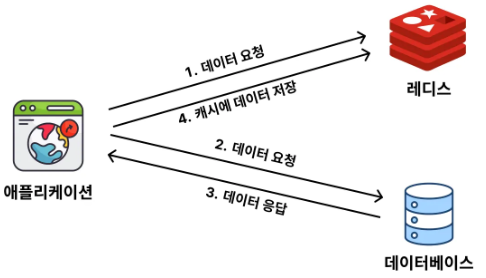 1. 데이터 요청
레디스
4. 캐시에 데이터 저장
2. 데이터 요청
애플리케이션
3. 데이터 응답
데이터베이스